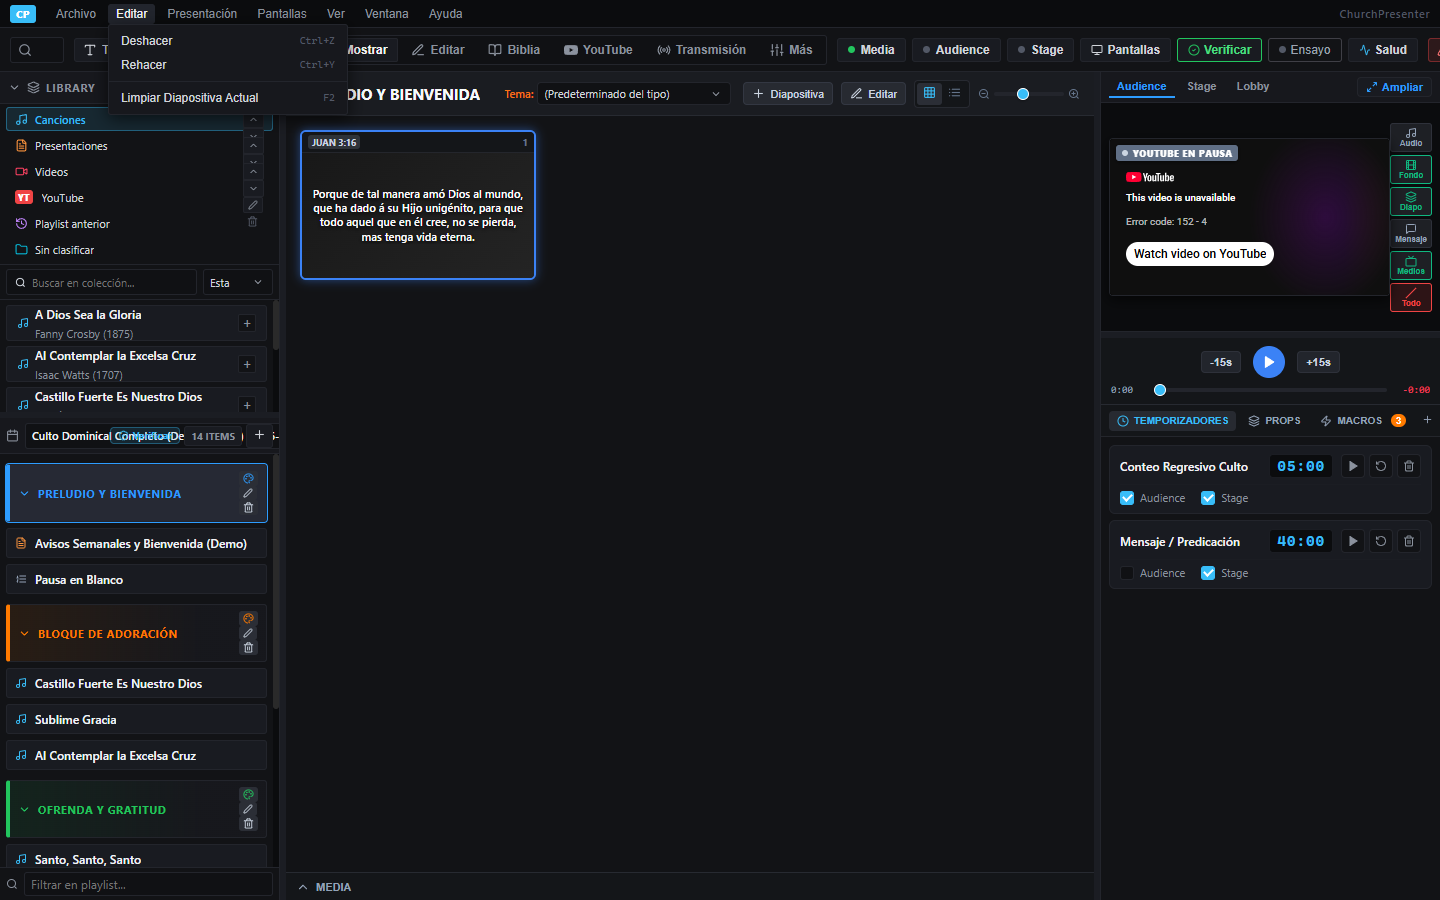 CP Archivo Editar Presentación Pantallas Ver Ventana Ayuda ChurchPresenter
Deshacer Ctrl+Z
Rehacer Ctrl+Y
Limpiar Diapositiva Actual F2
Mostrar Editar Biblia YouTube Transmisión Más Media Audience Stage Pantallas Verificar Ensayo Salud
LIBRARY
Canciones
Presentaciones
Videos
YT YouTube
Playlist anterior
Sin clasificar
Buscar en colección... Esta
A Dios Sea la Gloria
Fanny Crosby (1875)
Al Contemplar la Excelsa Cruz
Isaac Watts (1707)
Castillo Fuerte Es Nuestro Dios
Culto Dominical Completo (De 14 ITEMS
PRELUDIO Y BIENVENIDA
Avisos Semanales y Bienvenida (Demo)
Pausa en Blanco
BLOQUE DE ADORACIÓN
Castillo Fuerte Es Nuestro Dios
Sublime Gracia
Al Contemplar la Excelsa Cruz
OFRENDA Y GRATITUD
Santo, Santo, Santo
Filtrar en playlist...
DIO Y BIENVENIDA Tema: (Predeterminado del tipo) Diapositiva Editar
JUAN 3:16 1
Porque de tal manera amó Dios al mundo,
que ha dado á su Hijo unigénito, para que
todo aquel que en él cree, no se pierda,
mas tenga vida eterna.
MEDIA
Audience Stage Lobby Ampliar
YOUTUBE EN PAUSA
YouTube
This video is unavailable
Error code: 152 - 4
Watch video on YouTube
Audio
Fondo
Diapo
Mensaje
Medios
Todo
-15s +15s
0:00 -0:00
TEMPORIZADORES PROPS MACROS 3
Conteo Regresivo Culto 05:00
Audience Stage
Mensaje / Predicación 40:00
Audience Stage